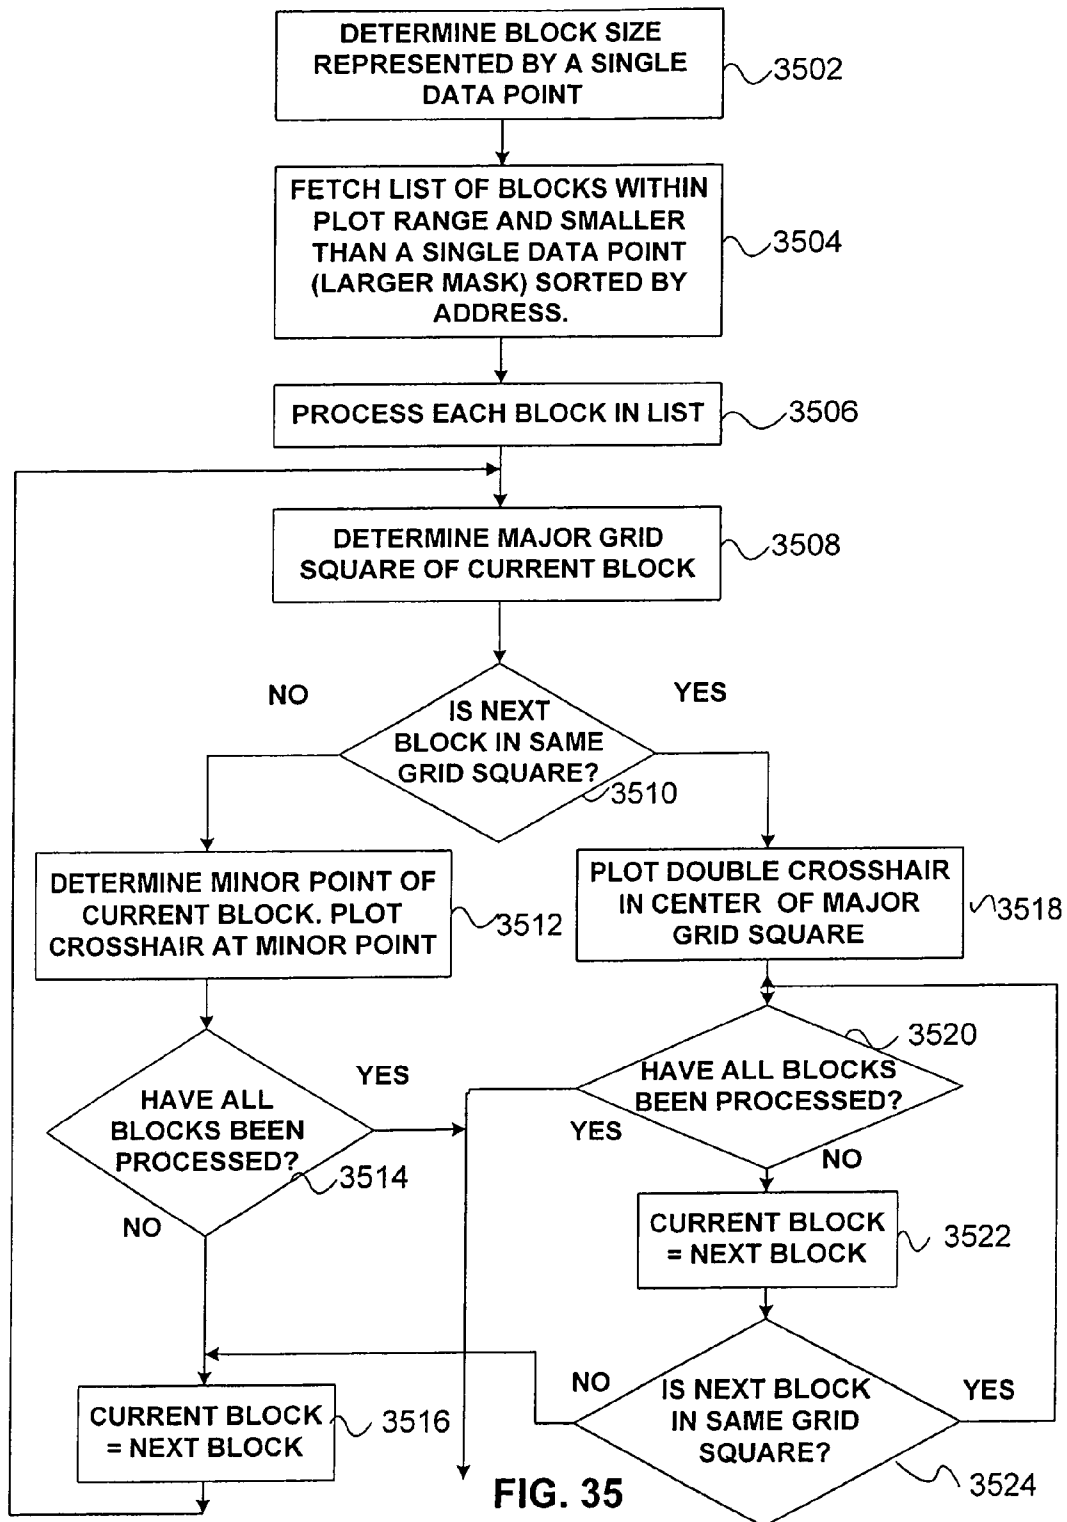 DETERMINE BLOCK SIZE
REPRESENTED BY A SINGLE
DATA POINT
3502
FETCH LIST OF BLOCKS WITHIN
PLOT RANGE AND SMALLER
THAN A SINGLE DATA POINT
(LARGER MASK) SORTED BY
ADDRESS.
3504
PROCESS EACH BLOCK IN LIST
3506
DETERMINE MAJOR GRID
SQUARE OF CURRENT BLOCK
3508
NO
YES
IS NEXT
BLOCK IN SAME
GRID SQUARE?
3510
DETERMINE MINOR POINT OF
CURRENT BLOCK. PLOT
CROSSHAIR AT MINOR POINT
3512
PLOT DOUBLE CROSSHAIR
IN CENTER OF MAJOR
GRID SQUARE
3518
HAVE ALL
BLOCKS BEEN
PROCESSED?
3514
YES
NO
HAVE ALL BLOCKS
BEEN PROCESSED?
3520
YES
NO
CURRENT BLOCK
= NEXT BLOCK
3522
CURRENT BLOCK
= NEXT BLOCK
3516
NO
IS NEXT BLOCK
IN SAME GRID
SQUARE?
YES
3524
FIG. 35